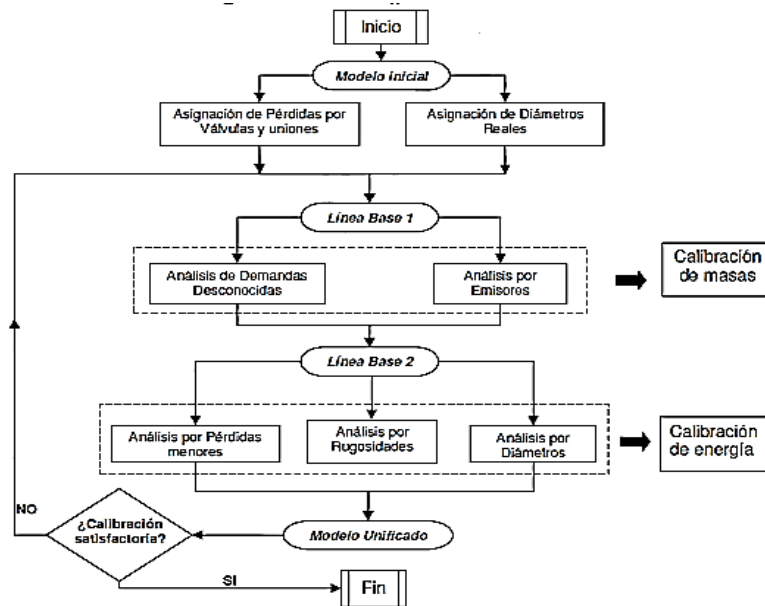 Inicio
Modelo Inicial
Asignación de Pérdidas por
Válvulas y uniones
Asignación de Diámetros
Reales
Línea Base 1
Análisis de Demandas
Desconocidas
Análisis por
Emisores
Calibración
de masas
Línea Base 2
Análisis por Pérdidas
menores
Análisis por
Rugosidades
Análisis por
Diámetros
Calibración
de energía
NO
¿Calibración
satisfactoría?
Modelo Unificado
SI
Fin